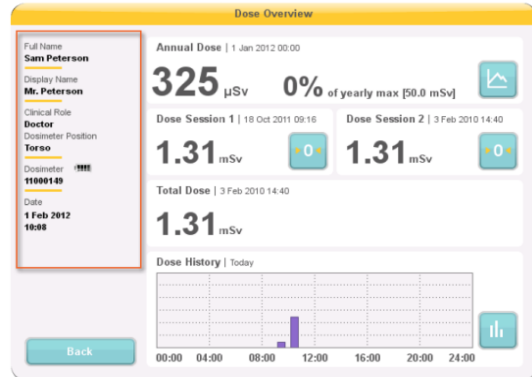 Dose Overview
Full Name
Sam Peterson
Display Name
Mr. Peterson
Clinical Role
Doctor
Dosimeter Position
Torso
Dosimeter
11000149
Date
1 Feb 2012
10:08
Back
Annual Dose | 1 Jan 2012 00:00
325 µSv 0% of yearly max [50.0 mSv]
Dose Session 1 | 18 Oct 2011 09:16
1.31 mSv
0
Dose Session 2 | 3 Feb 2010 14:40
1.31 mSv
0
Total Dose | 3 Feb 2010 14:40
1.31 mSv
Dose History | Today
00:00 04:00 08:00 12:00 16:00 20:00 24:00